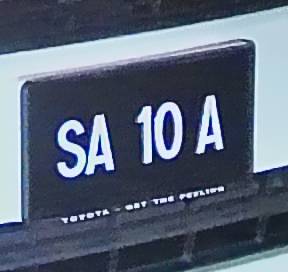 SA 10 A
TOYOTA - GET THE FEELING